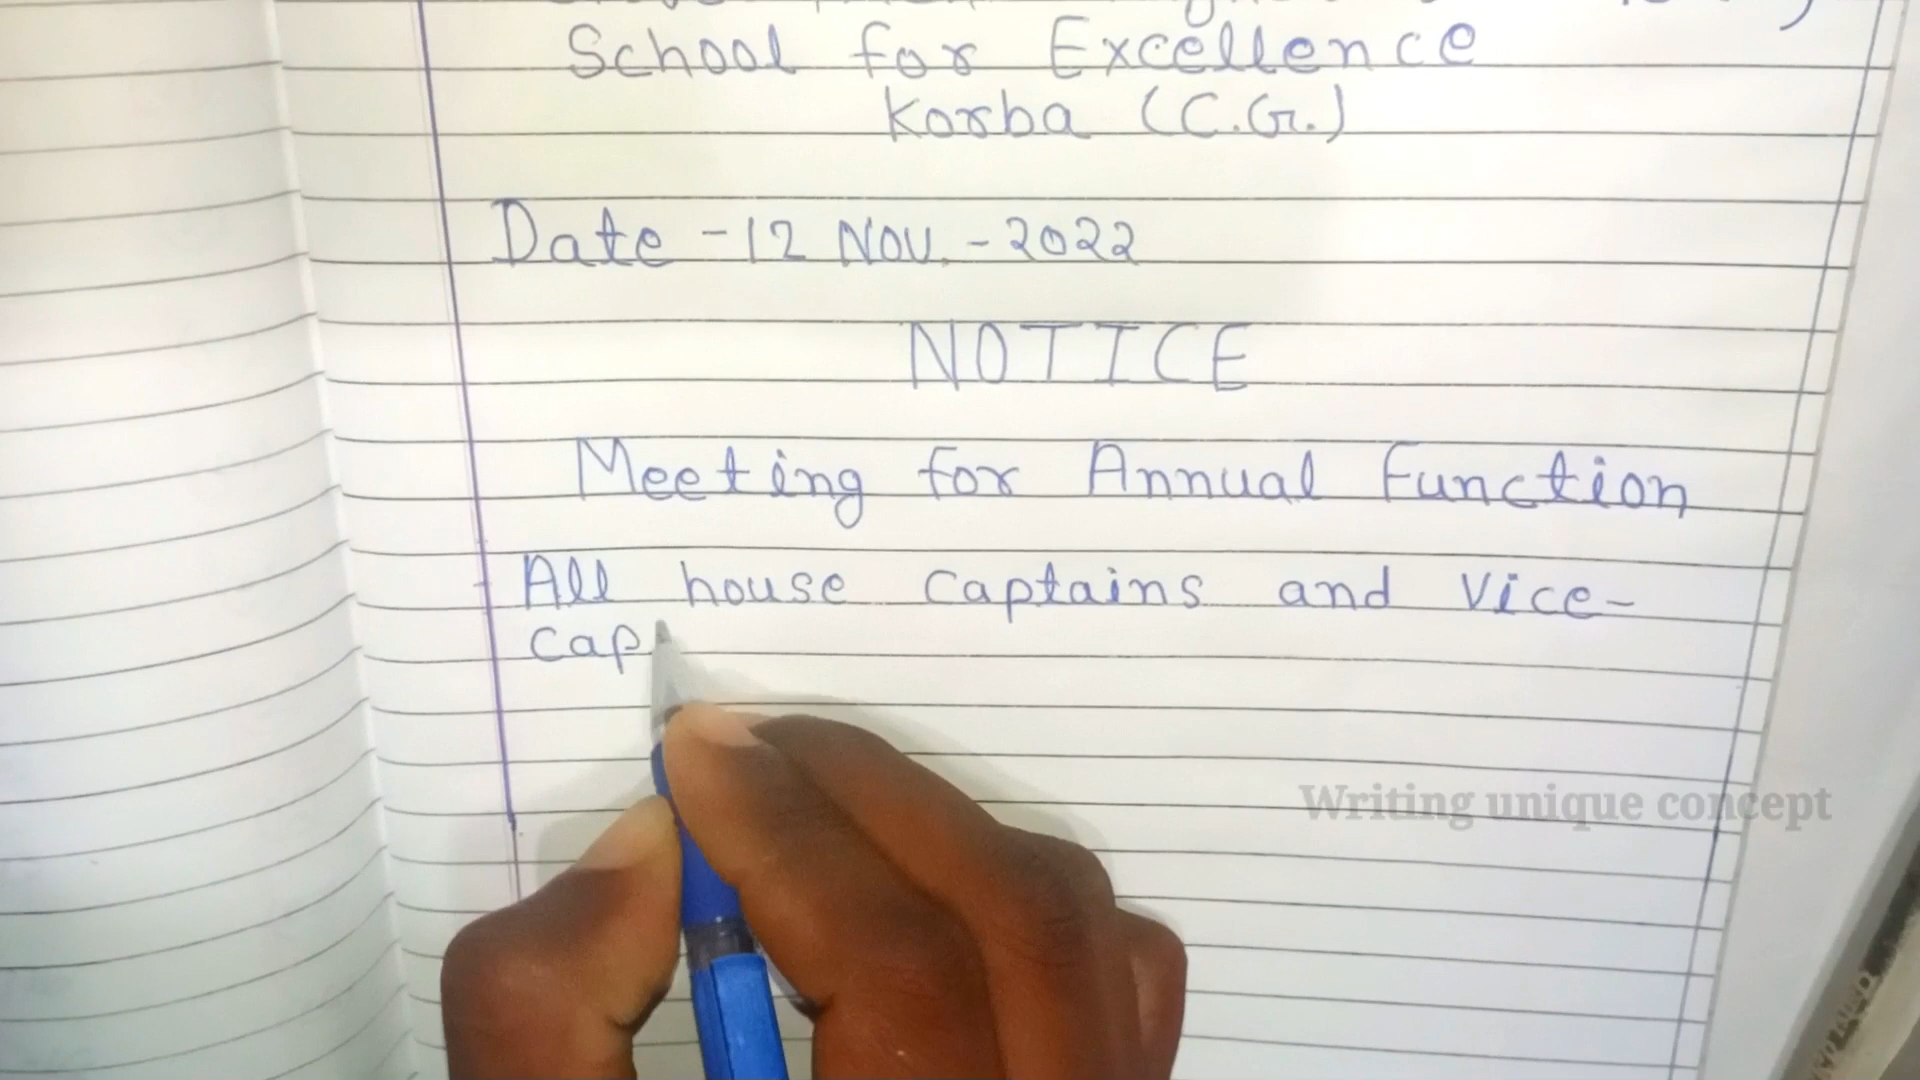 School for Excellence
Korba (C.G.)
Date - 12 Nov. - 2022
NOTICE
Meeting for Annual Function
All house captains and Vice-
cap
Writing unique concept